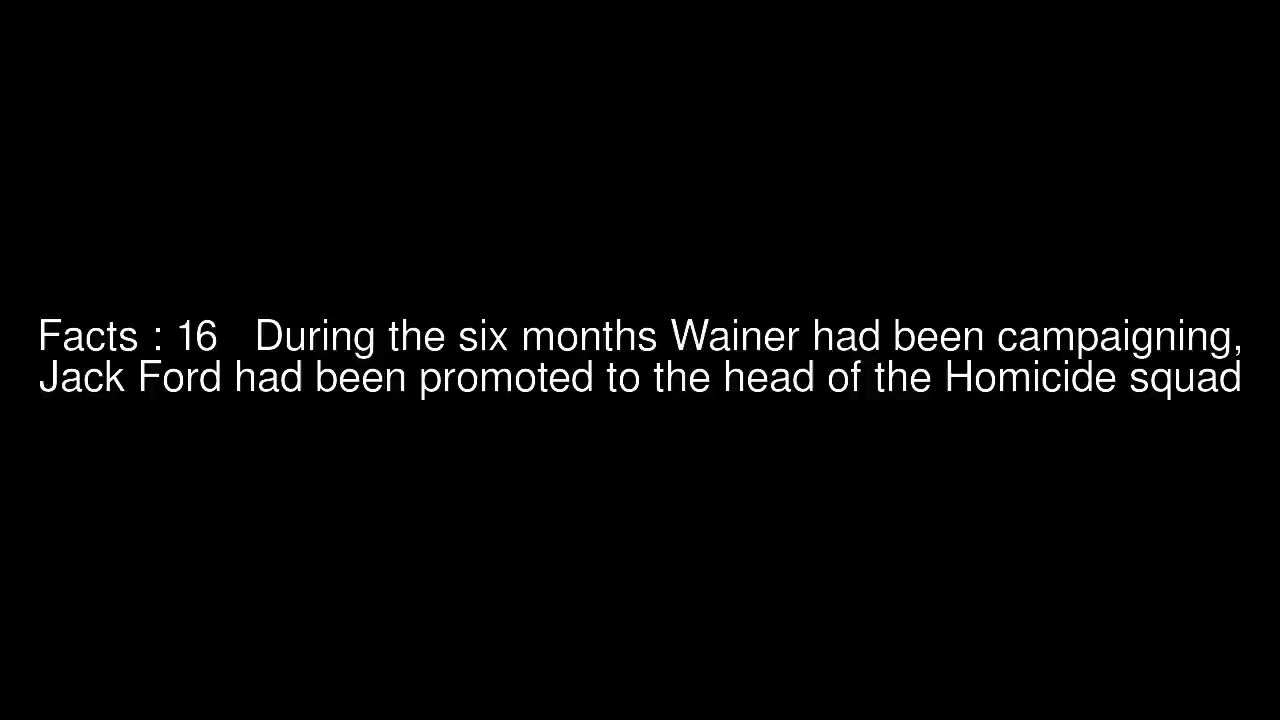 Facts : 16   During the six months Wainer had been campaigning,
Jack Ford had been promoted to the head of the Homicide squad